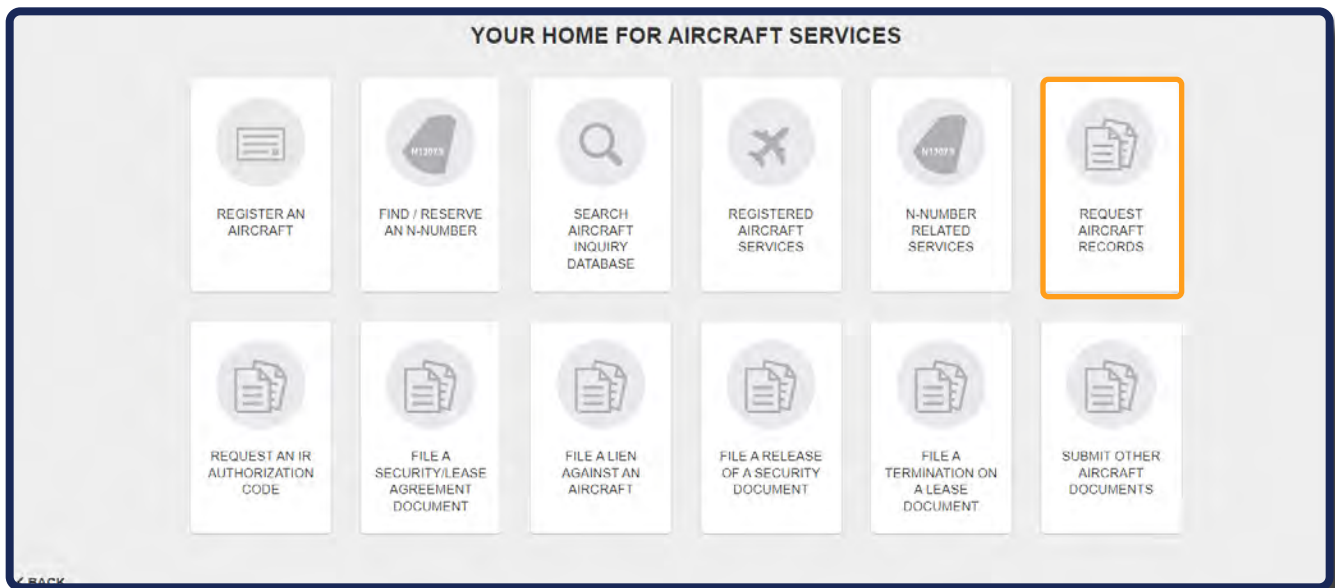 YOUR HOME FOR AIRCRAFT SERVICES
REGISTER AN
AIRCRAFT
FIND / RESERVE
AN N-NUMBER
SEARCH
AIRCRAFT
INQUIRY
DATABASE
REGISTERED
AIRCRAFT
SERVICES
N-NUMBER
RELATED
SERVICES
REQUEST
AIRCRAFT
RECORDS
REQUEST AN IR
AUTHORIZATION
CODE
FILE A
SECURITY/LEASE
AGREEMENT
DOCUMENT
FILE A LIEN
AGAINST AN
AIRCRAFT
FILE A RELEASE
OF A SECURITY
DOCUMENT
FILE A
TERMINATION ON
A LEASE
DOCUMENT
SUBMIT OTHER
AIRCRAFT
DOCUMENTS
BACK